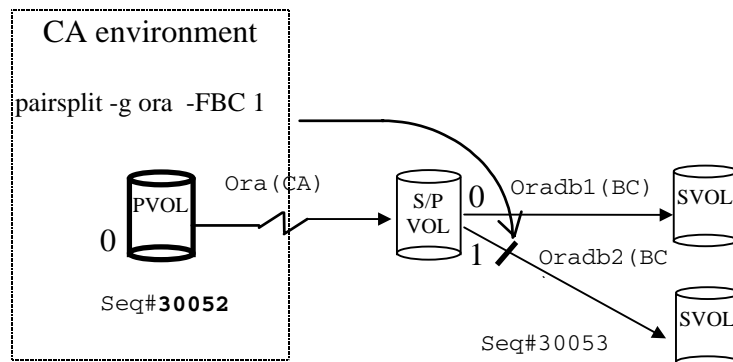 CA environment
pairsplit -g ora -FBC 1
Ora(CA)
PVOL
0
Seq#30052
S/P
VOL
0
Oradb1(BC)
SVOL
1
Oradb2(BC
Seq#30053
SVOL